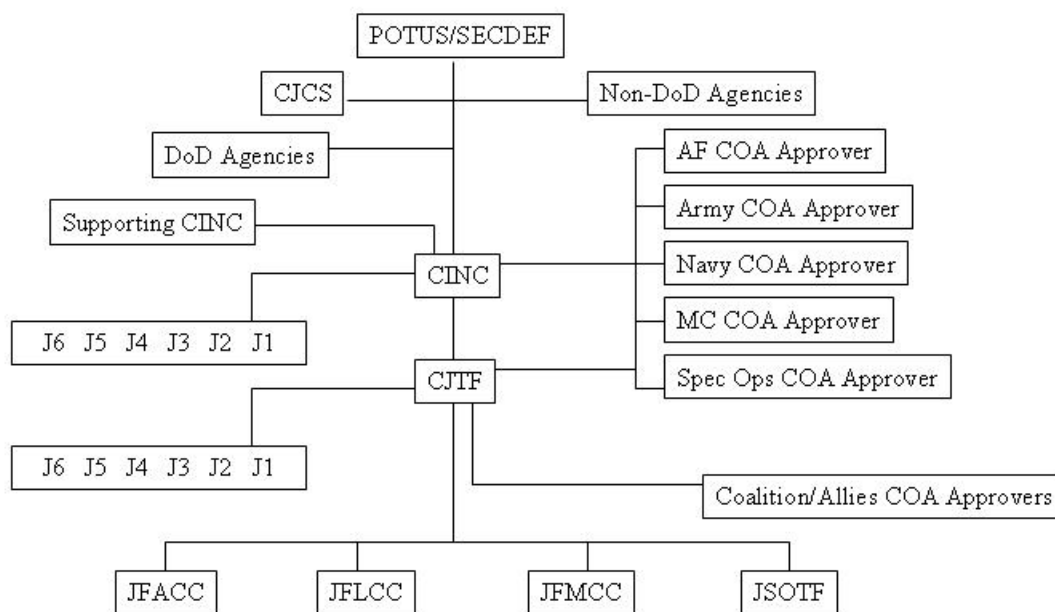 POTUS/SECDEF
CJCS
Non-DoD Agencies
DoD Agencies
AF COA Approver
Army COA Approver
Supporting CINC
CINC
Navy COA Approver
MC COA Approver
J6 J5 J4 J3 J2 J1
CJTF
Spec Ops COA Approver
J6 J5 J4 J3 J2 J1
Coalition/Allies COA Approvers
JFACC
JFLCC
JFMCC
JSOTF